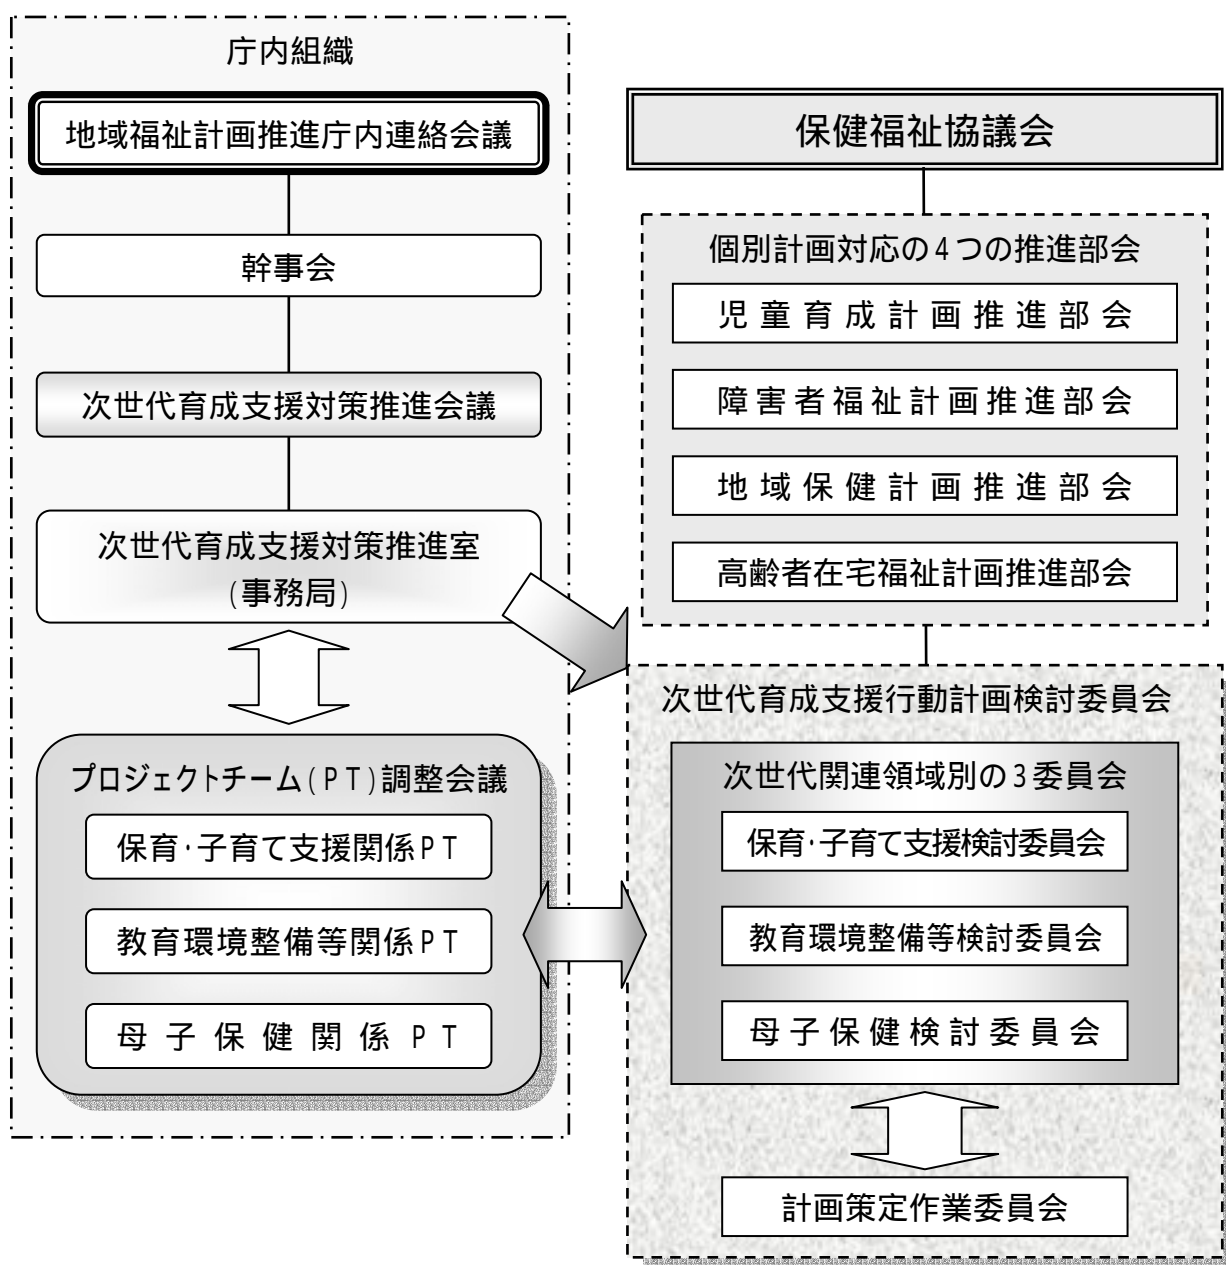 庁内組織
地域福祉計画推進庁内連絡会議
幹事会
次世代育成支援対策推進会議
次世代育成支援対策推進室
(事務局)
プロジェクトチーム(PT)調整会議
保育・子育て支援関係PT
教育環境整備等関係PT
母子保健関係PT
保健福祉協議会
個別計画対応の4つの推進部会
児童育成計画推進部会
障害者福祉計画推進部会
地域保健計画推進部会
高齢者在宅福祉計画推進部会
次世代育成支援行動計画検討委員会
次世代関連領域別の3委員会
保育・子育て支援検討委員会
教育環境整備等検討委員会
母子保健検討委員会
計画策定作業委員会